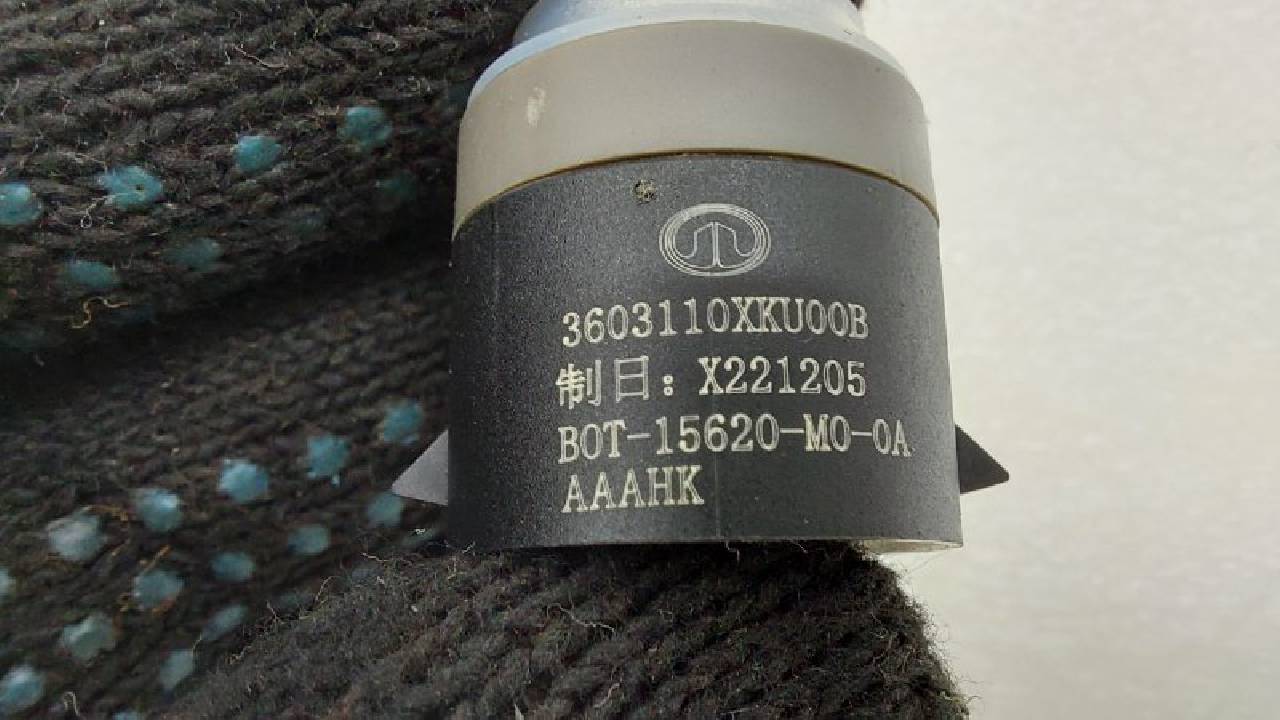 3603110XKU00B
制日：X221205
BOT-15620-M0-0A
AAAHK